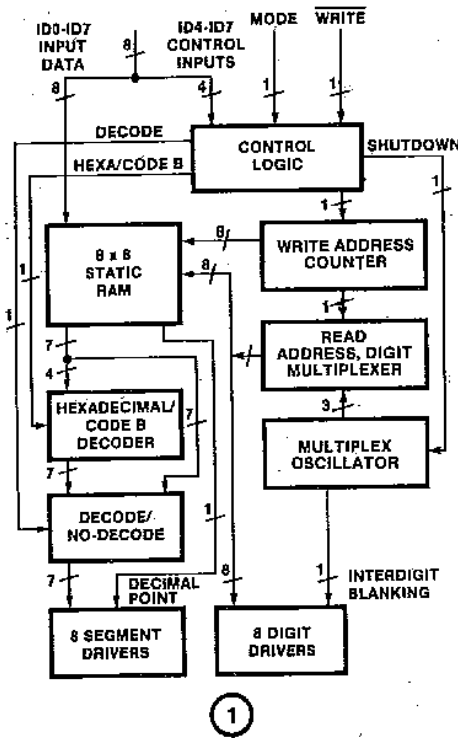 ID0-ID7
INPUT
DATA
8
ID4-ID7
CONTROL
INPUTS
MODE
WRITE
8
4
1
1
DECODE
HEXA/CODE B
CONTROL
LOGIC
SHUTDOWN
1
1
8 x 8
STATIC
RAM
8
8
WRITE ADDRESS
COUNTER
1
1
1
READ
ADDRESS, DIGIT
MULTIPLEXER
7
4
3
HEXADECIMAL/
CODE B
DECODER
7
MULTIPLEX
OSCILLATOR
7
DECODE/
NO-DECODE
1
7
DECIMAL
POINT
8
1
INTERDIGIT
BLANKING
8 SEGMENT
DRIVERS
8 DIGIT
DRIVERS
1